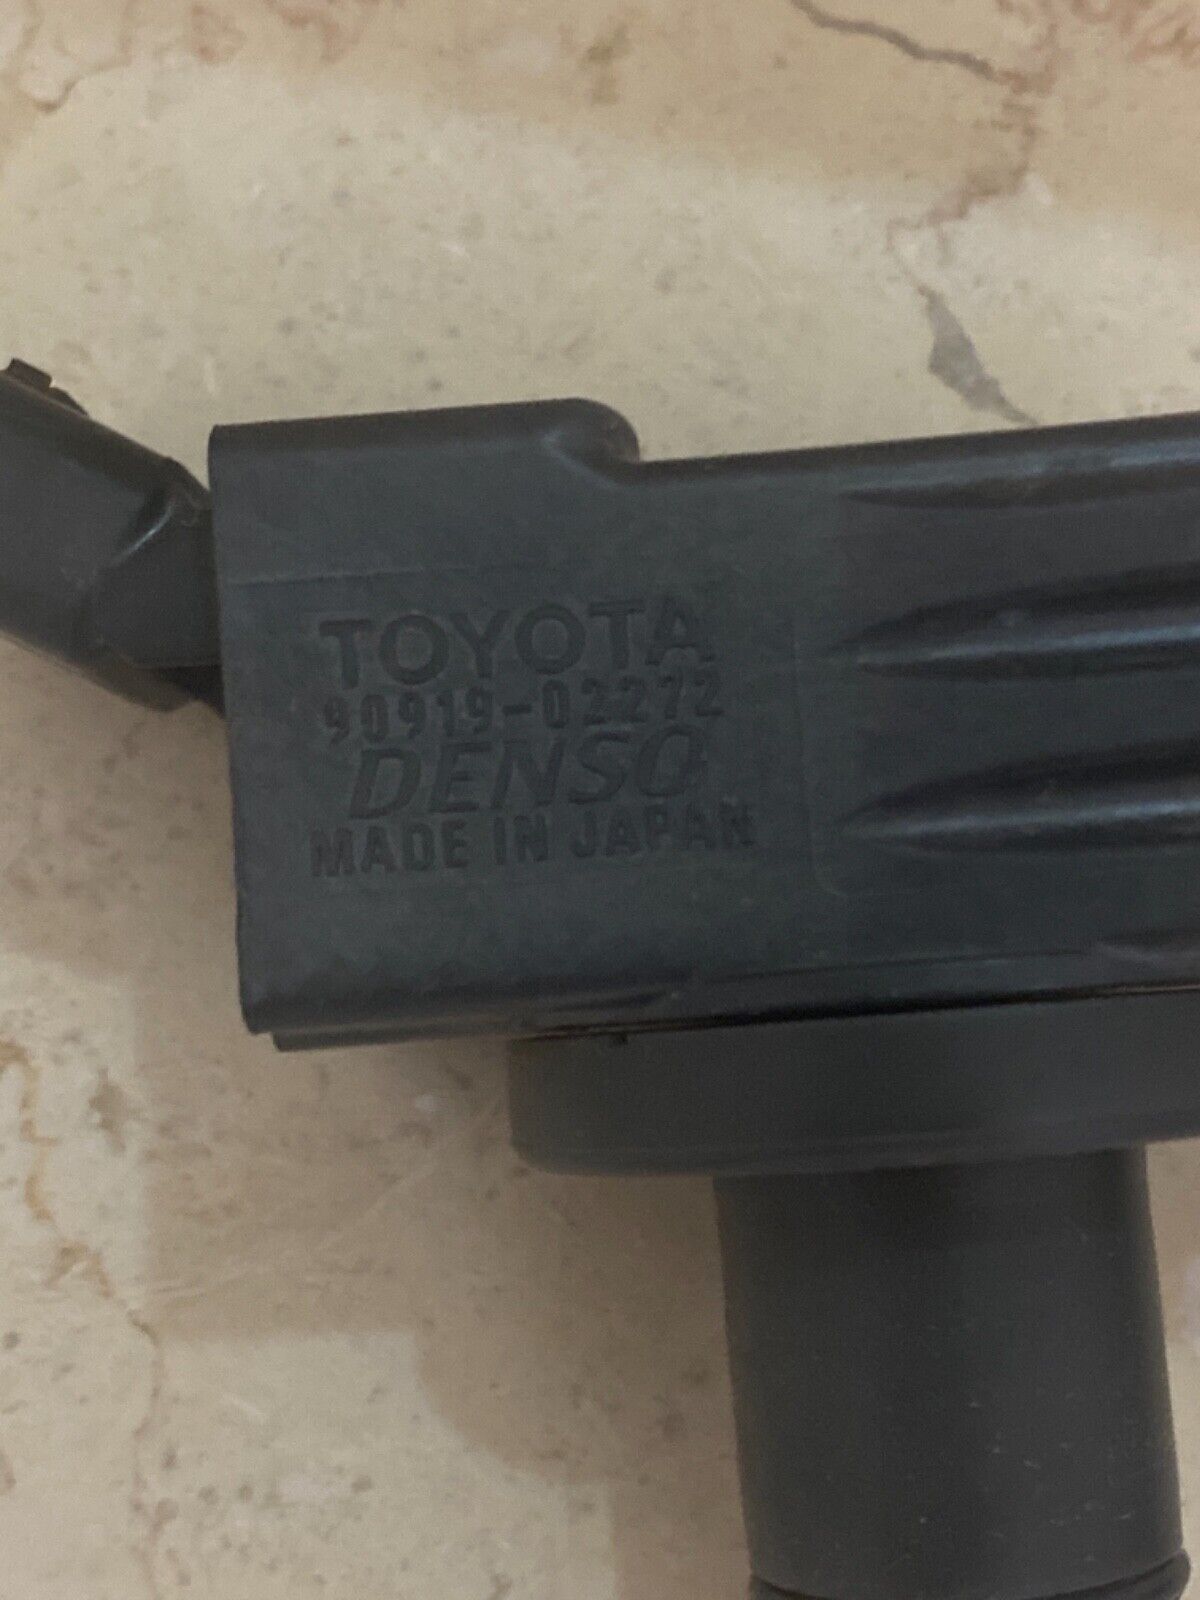 TOYOTA
90919-02272
DENSO
MADE IN JAPAN